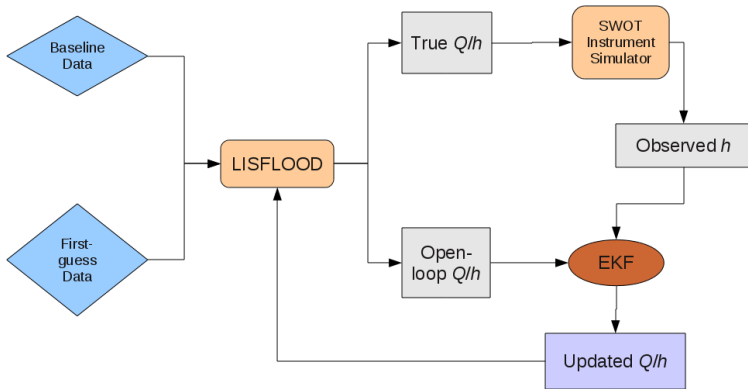 Baseline
Data
True Q/h
SWOT
Instrument
Simulator
LISFLOOD
Observed h
First-
guess
Data
Open-
loop Q/h
EKF
Updated Q/h